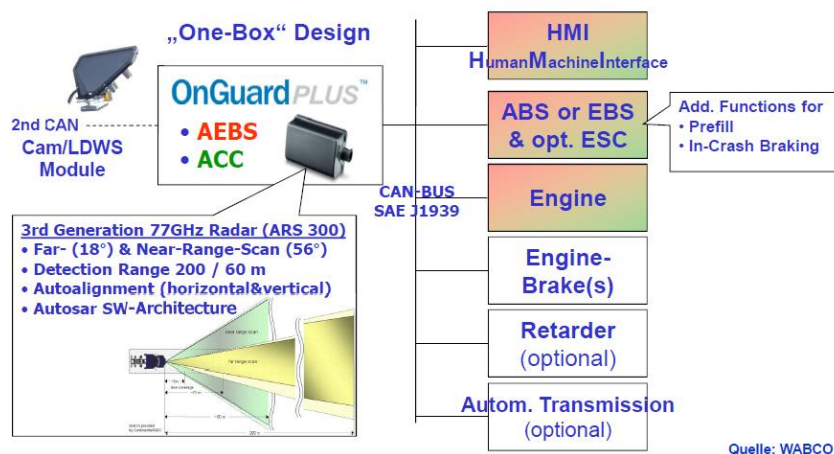 „One-Box“ Design
2nd CAN
Cam/LDWS
Module
OnGuard PLUS™
• AEBS
• ACC
CAN-BUS
SAE J1939
3rd Generation 77GHz Radar (ARS 300)
• Far- (18°) & Near-Range-Scan (56°)
• Detection Range 200 / 60 m
• Autoalignment (horizontal&vertical)
• Autosar SW-Architecture
near range scan
far range scan
200 m
HMI
HumanMachineInterface
ABS or EBS
& opt. ESC
Add. Functions for
• Prefill
• In-Crash Braking
Engine
Engine-
Brake(s)
Retarder
(optional)
Autom. Transmission
(optional)
Quelle: WABCO